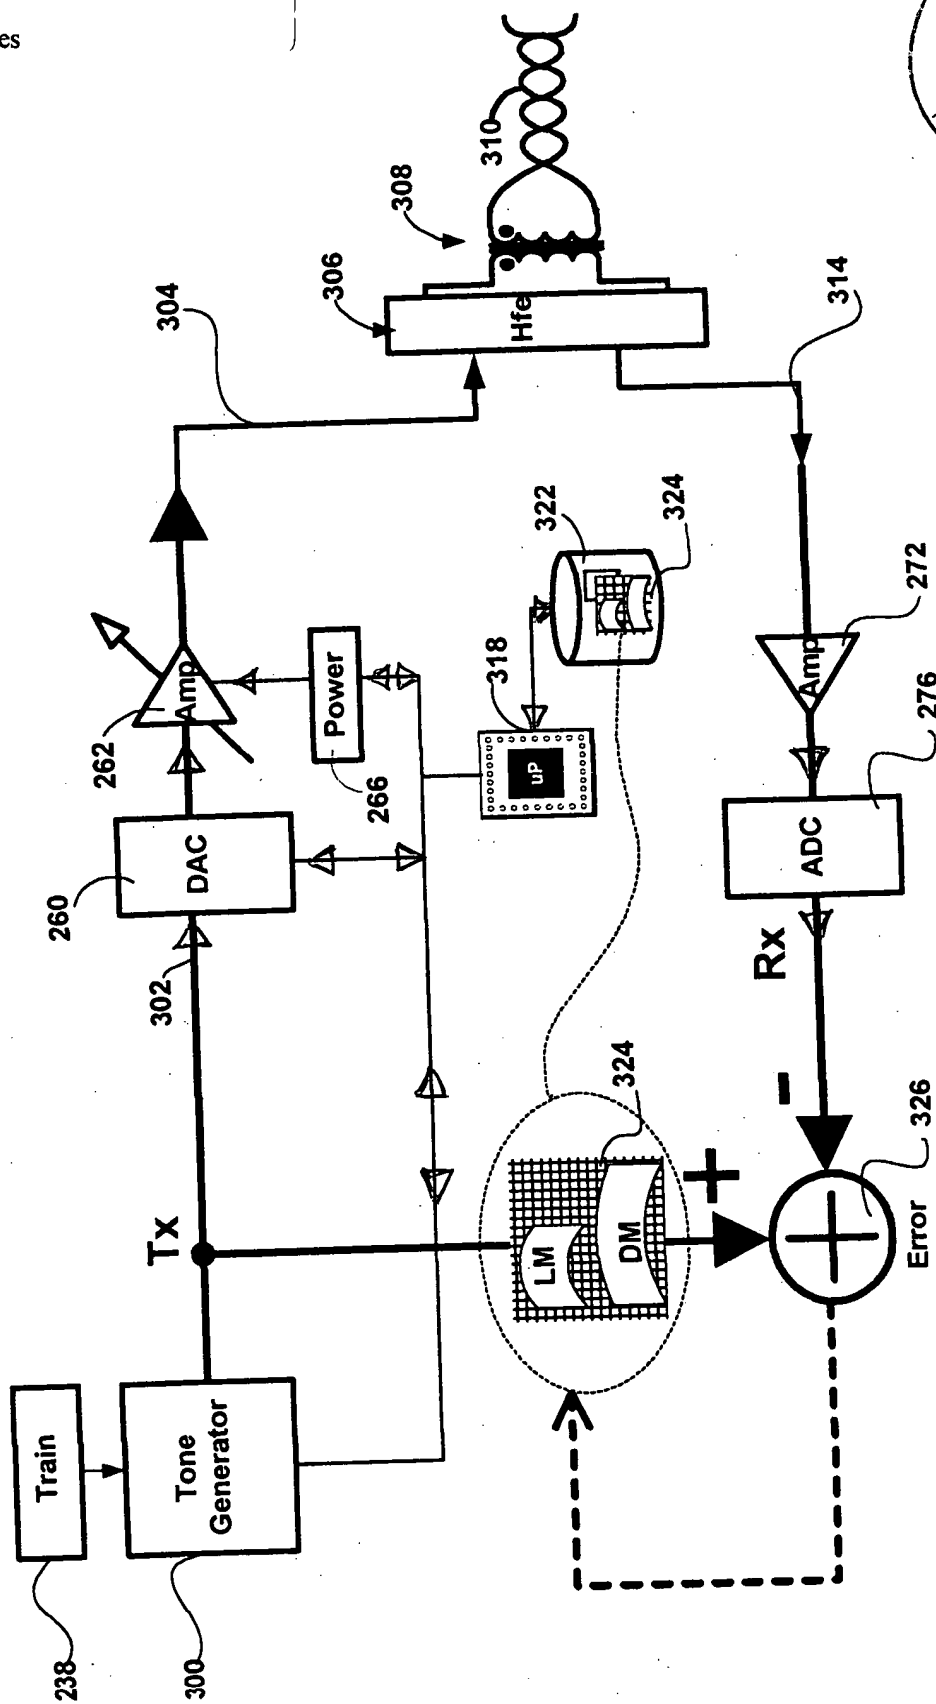 es
238
Train
300
Tone
Generator
Tx
302
260
DAC
262
Amp
304
266
Power
306
308
310
Hfe
318
uP
322
324
LM
DM
324
+
-
Rx
314
ADC
Amp
272
276
326
Error